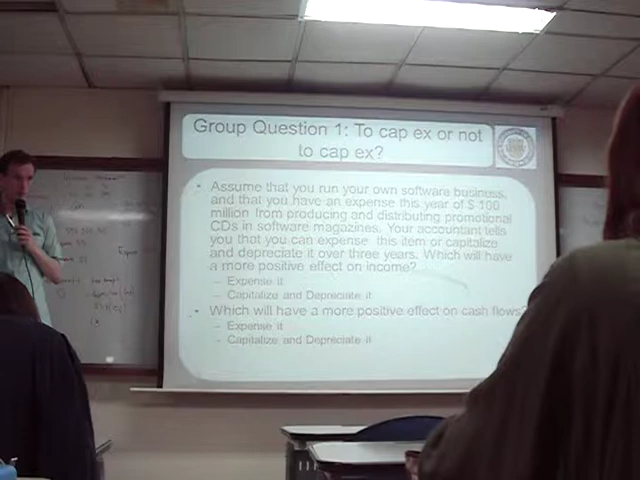 Group Question 1: To cap ex or not
to cap ex?
• Assume that you run your own software business,
and that you have an expense this year of $ 100
million from producing and distributing promotional
CDs in software magazines. Your accountant tells
you that you can expense this item or capitalize
and depreciate it over three years. Which will have
a more positive effect on income?
– Expense it
– Capitalize and Depreciate it
• Which will have a more positive effect on cash flows?
– Expense it
– Capitalize and Depreciate it